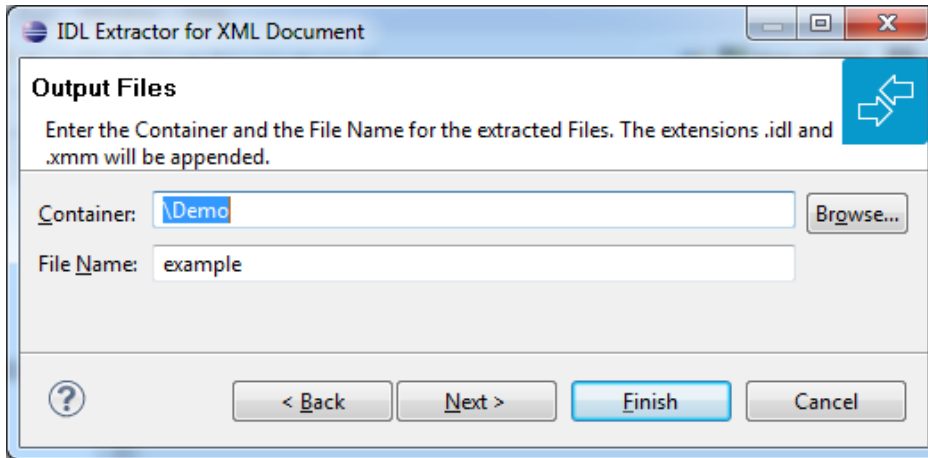 IDL Extractor for XML Document
Output Files
Enter the Container and the File Name for the extracted Files. The extensions .idl and
.xmm will be appended.
Container: \Demo Browse...
File Name: example
< Back Next > Finish Cancel